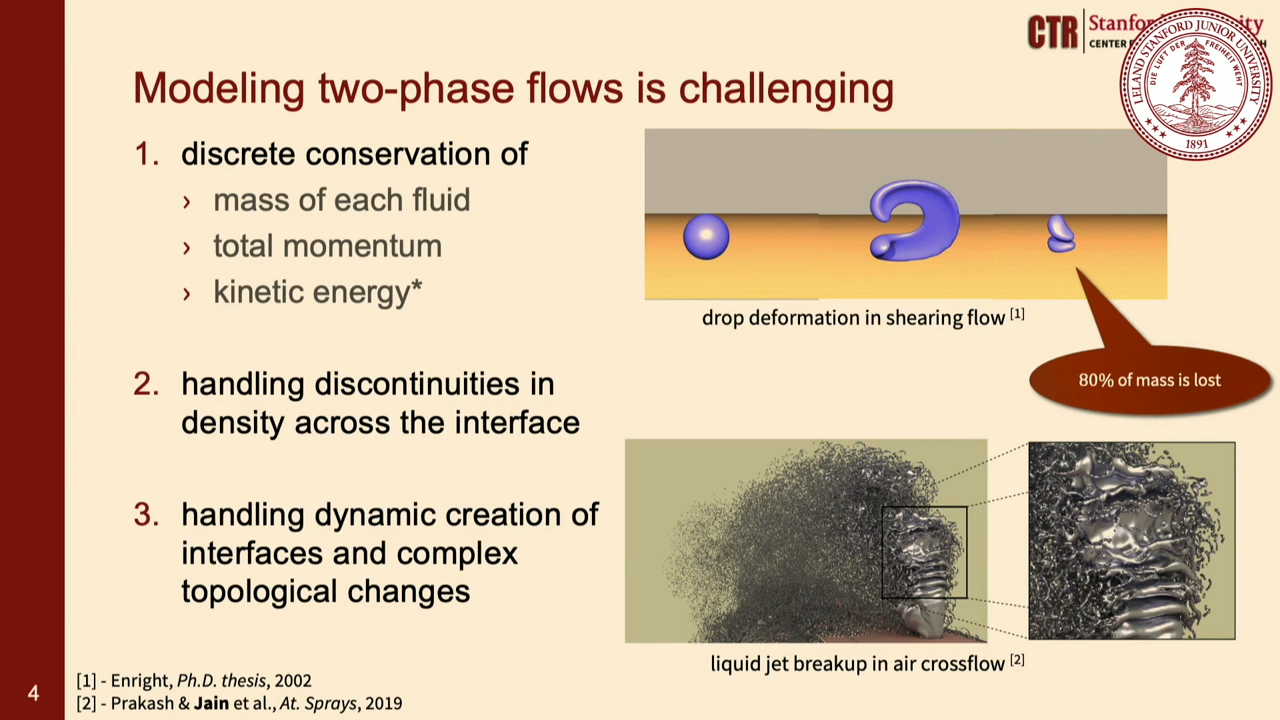 CTR
Stanfo
ity
CENTER
H
LELAND STANFORD JUNIOR UNIVERSITY
DIE LUFT DER FREIHEIT WEHT
1891
Modeling two-phase flows is challenging
1. discrete conservation of
› mass of each fluid
› total momentum
› kinetic energy*
drop deformation in shearing flow [1]
80% of mass is lost
2. handling discontinuities in
density across the interface
3. handling dynamic creation of
interfaces and complex
topological changes
liquid jet breakup in air crossflow [2]
4
[1] - Enright, Ph.D. thesis, 2002
[2] - Prakash & Jain et al., At. Sprays, 2019